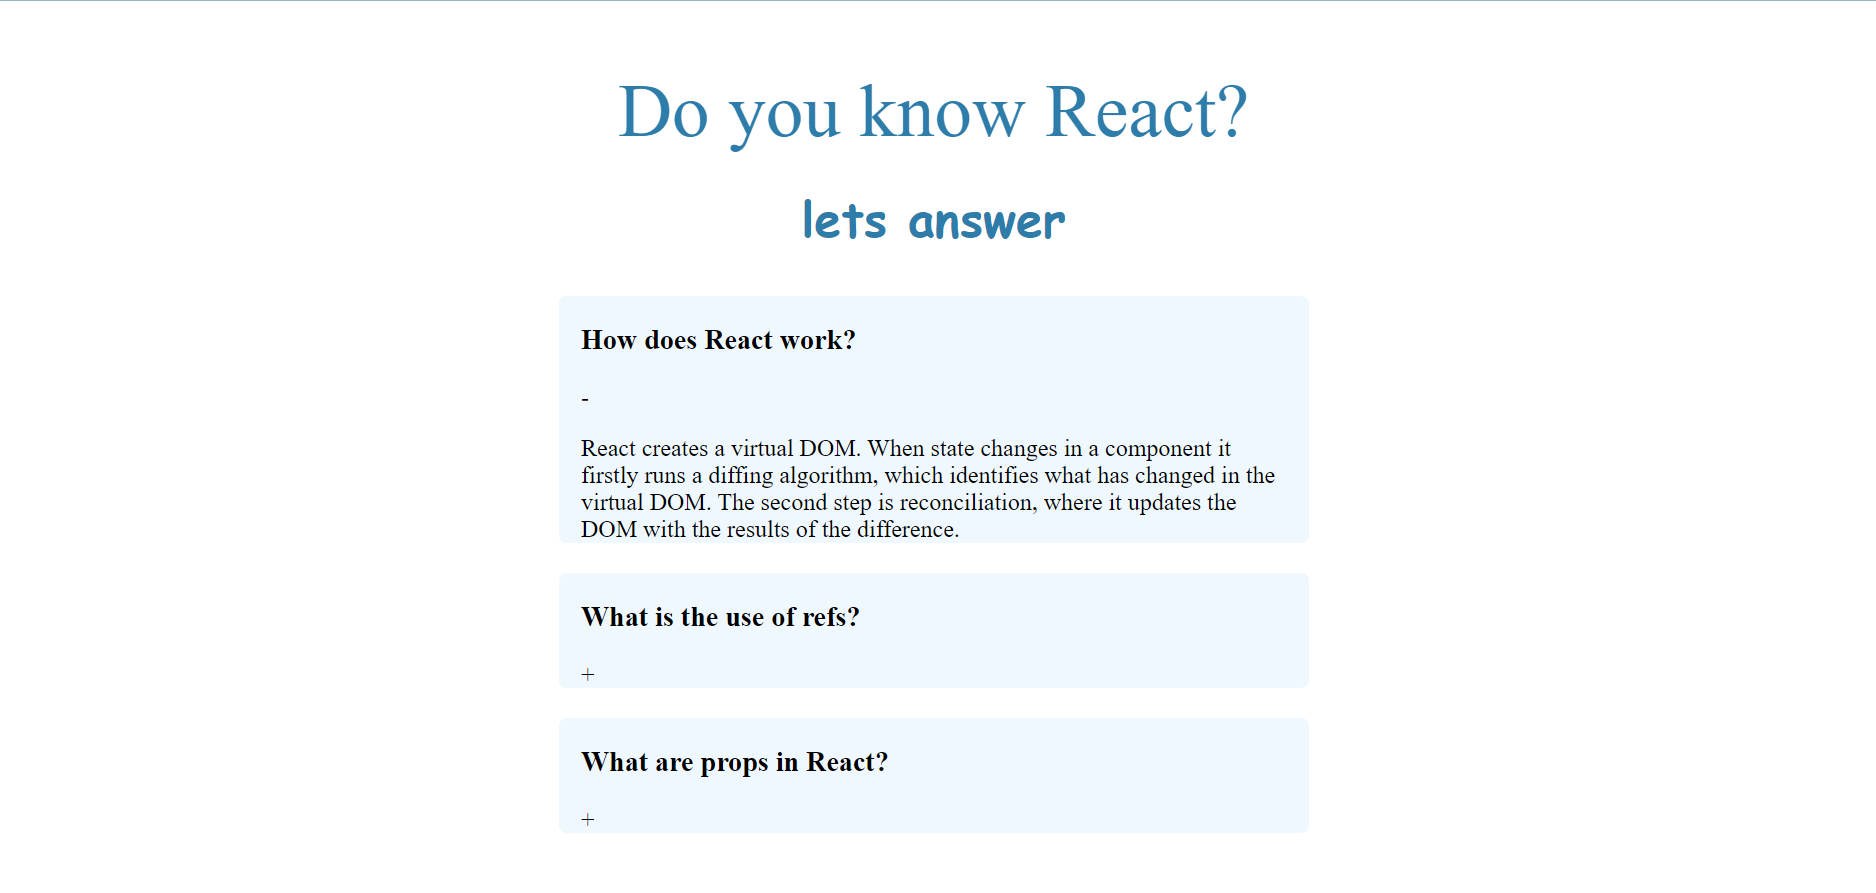 Do you know React?
lets answer
How does React work?
-
React creates a virtual DOM. When state changes in a component it
firstly runs a diffing algorithm, which identifies what has changed in the
virtual DOM. The second step is reconciliation, where it updates the
DOM with the results of the difference.
What is the use of refs?
+
What are props in React?
+